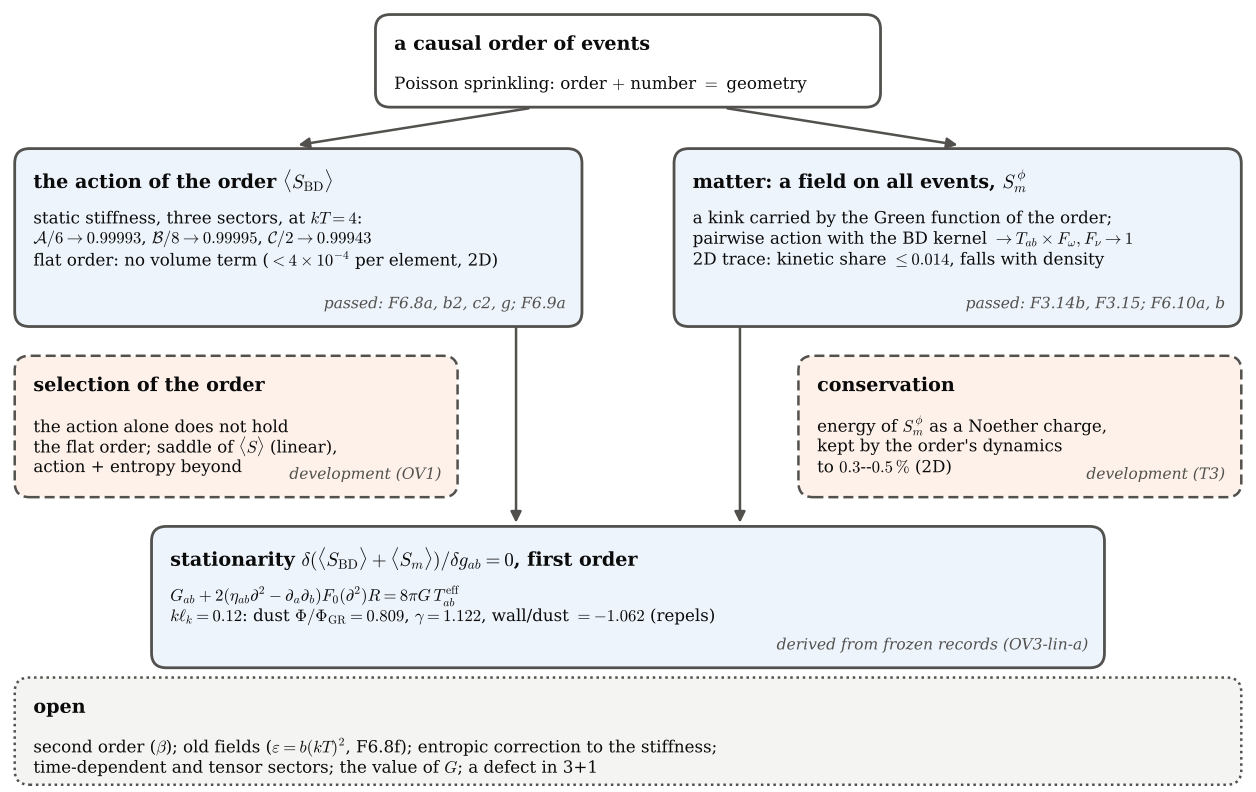 a causal order of events
Poisson sprinkling: order + number = geometry
the action of the order ⟨S_BD⟩
static stiffness, three sectors, at kT = 4:
𝒜/6 → 0.99993, ℬ/8 → 0.99995, 𝒞/2 → 0.99943
flat order: no volume term ( < 4 × 10⁻⁴ per element, 2D)
passed: F6.8a, b2, c2, g; F6.9a
matter: a field on all events, S_m^ϕ
a kink carried by the Green function of the order;
pairwise action with the BD kernel → T_ab × F_ω, F_ν → 1
2D trace: kinetic share ≤ 0.014, falls with density
passed: F3.14b, F3.15; F6.10a, b
selection of the order
the action alone does not hold
the flat order; saddle of ⟨S⟩ (linear),
action + entropy beyond
development (OV1)
conservation
energy of S_m^ϕ as a Noether charge,
kept by the order's dynamics
to 0.3--0.5 % (2D)
development (T3)
stationarity δ(⟨S_BD⟩ + ⟨S_m⟩)/δg_ab = 0, first order
G_ab + 2(η_ab ∂² − ∂_a ∂_b)F₀(∂²)R = 8πG T_ab^eff
kℓ_k = 0.12: dust Φ/Φ_GR = 0.809, γ = 1.122, wall/dust = −1.062 (repels)
derived from frozen records (OV3-lin-a)
open
second order (β); old fields (ε = b(kT)², F6.8f); entropic correction to the stiffness;
time-dependent and tensor sectors; the value of G; a defect in 3+1